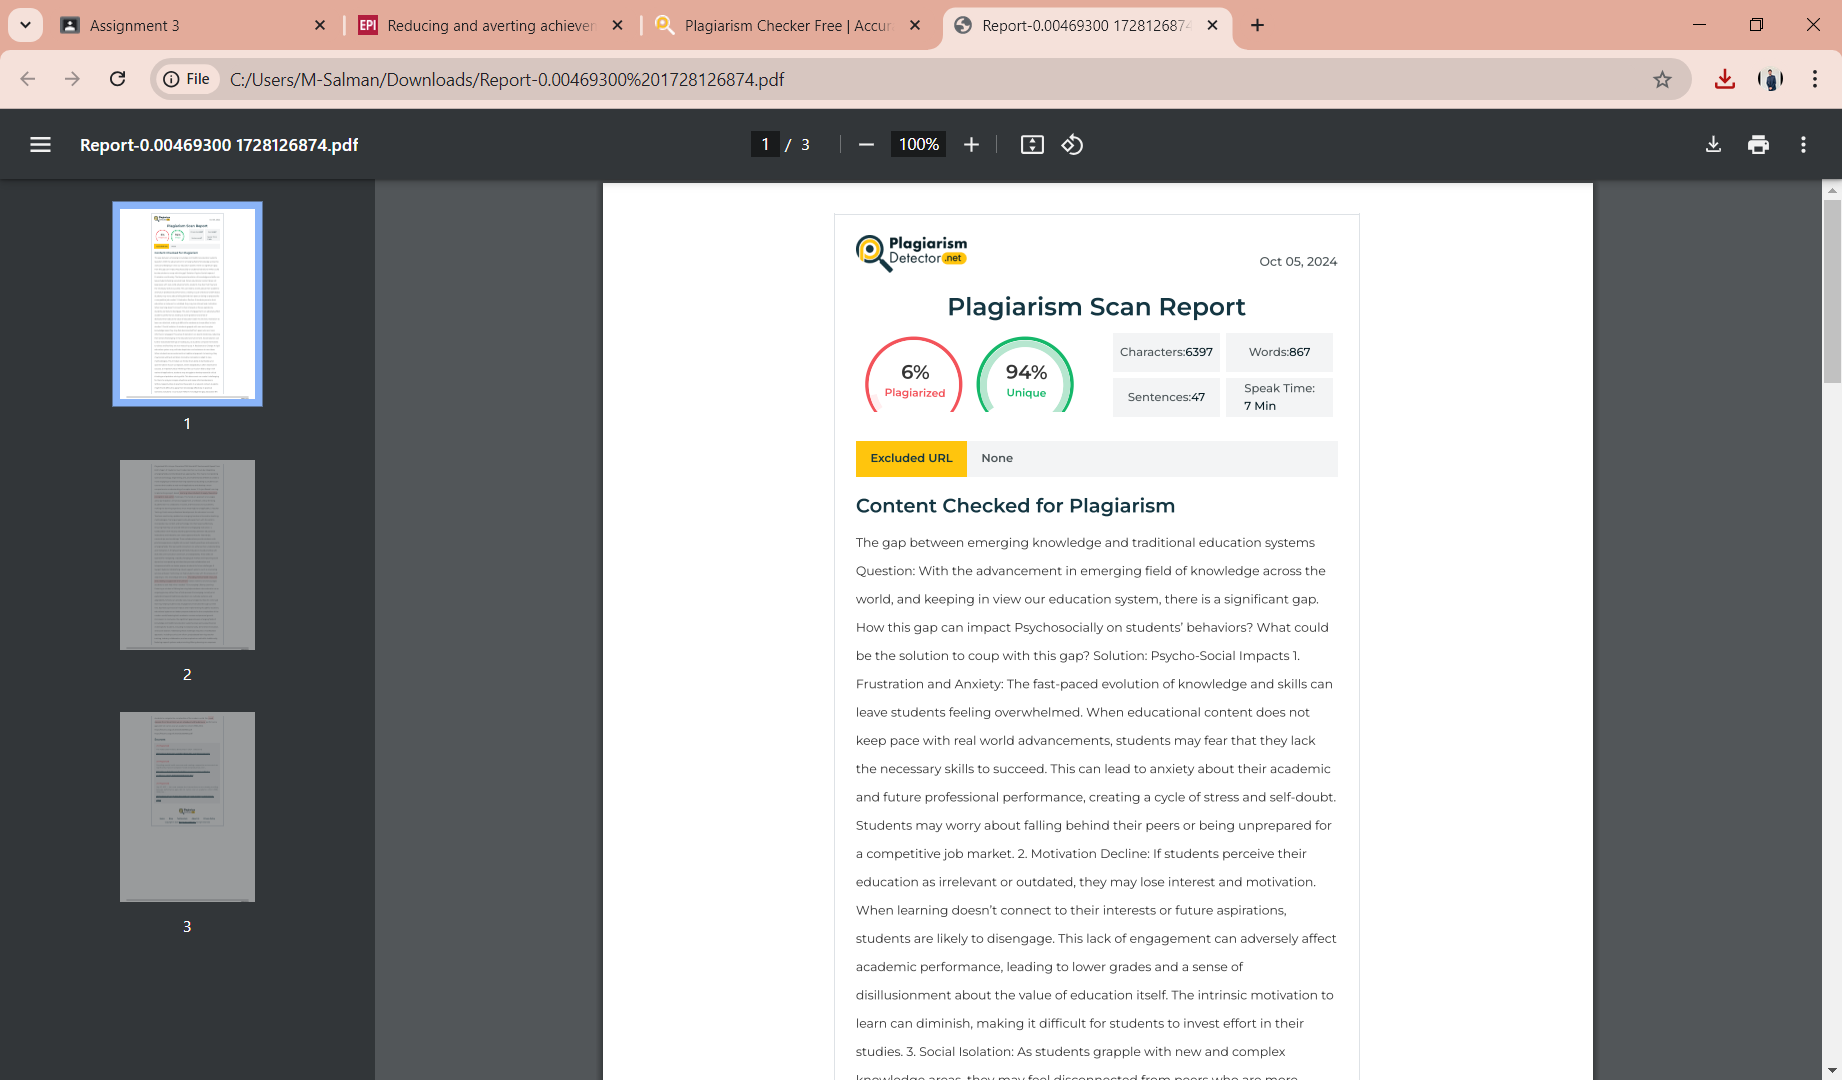 Assignment 3
EPI Reducing and averting achiever
Plagiarism Checker Free | Accur
Report-0.00469300 1728126874
File C:/Users/M-Salman/Downloads/Report-0.00469300%201728126874.pdf
Report-0.00469300 1728126874.pdf
1 / 3
100%
1
2
3
Plagiarism
Detector.net
Oct 05, 2024
Plagiarism Scan Report
6%
Plagiarized
94%
Unique
Characters:6397
Words:867
Sentences:47
Speak Time:
7 Min
Excluded URL
None
Content Checked for Plagiarism
The gap between emerging knowledge and traditional education systems
Question: With the advancement in emerging field of knowledge across the
world, and keeping in view our education system, there is a significant gap.
How this gap can impact Psychosocially on students’ behaviors? What could
be the solution to coup with this gap? Solution: Psycho-Social Impacts 1.
Frustration and Anxiety: The fast-paced evolution of knowledge and skills can
leave students feeling overwhelmed. When educational content does not
keep pace with real world advancements, students may fear that they lack
the necessary skills to succeed. This can lead to anxiety about their academic
and future professional performance, creating a cycle of stress and self-doubt.
Students may worry about falling behind their peers or being unprepared for
a competitive job market. 2. Motivation Decline: If students perceive their
education as irrelevant or outdated, they may lose interest and motivation.
When learning doesn’t connect to their interests or future aspirations,
students are likely to disengage. This lack of engagement can adversely affect
academic performance, leading to lower grades and a sense of
disillusionment about the value of education itself. The intrinsic motivation to
learn can diminish, making it difficult for students to invest effort in their
studies. 3. Social Isolation: As students grapple with new and complex
knowledge areas, they may feel disconnected from peers who are more